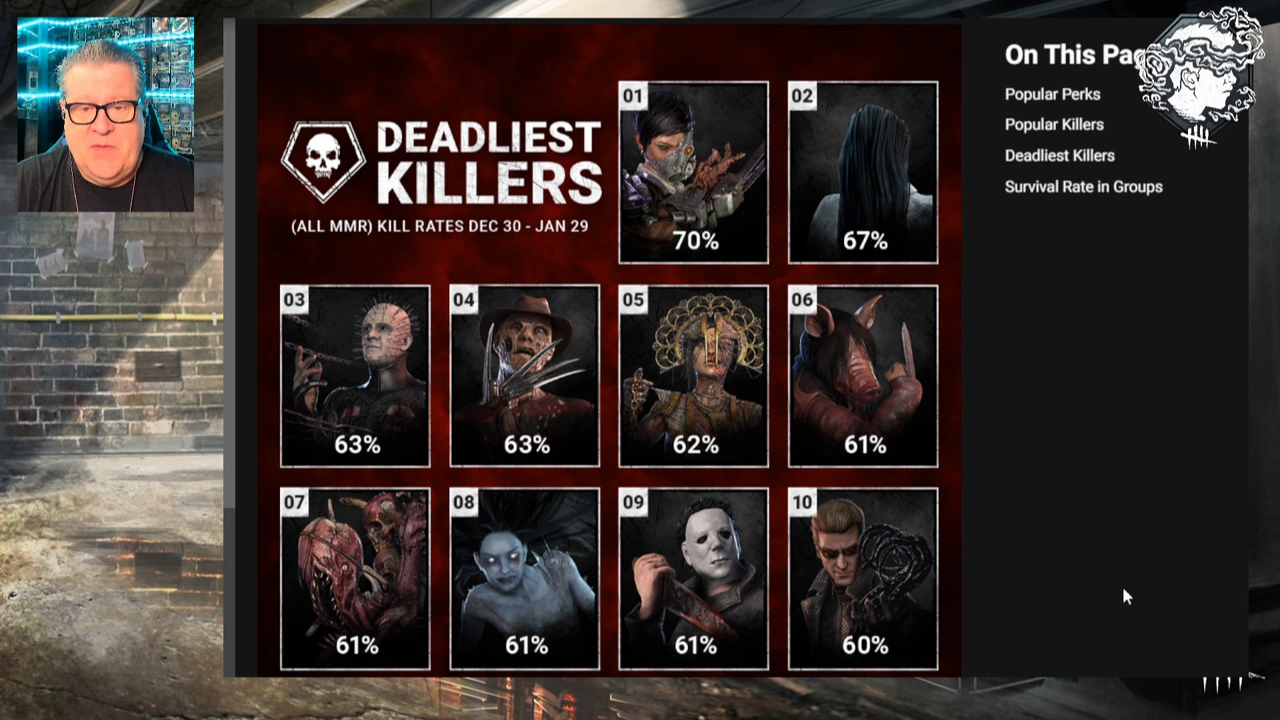 DEADLIEST
KILLERS
(ALL MMR) KILL RATES DEC 30 - JAN 29
01
70%
02
67%
03
63%
04
63%
05
62%
06
61%
07
61%
08
61%
09
61%
10
60%
On This Pag
Popular Perks
Popular Killers
Deadliest Killers
Survival Rate in Groups